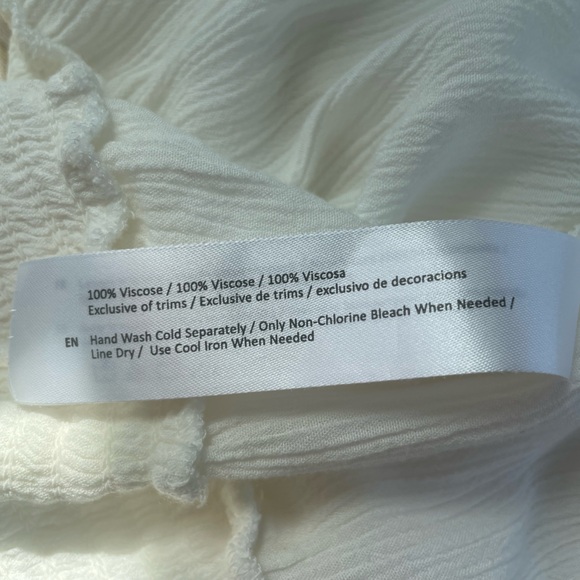 100% Viscose / 100% Viscose / 100% Viscosa
Exclusive of trims / Exclusive de trims / exclusivo de decoracions
EN Hand Wash Cold Separately / Only Non-Chlorine Bleach When Needed /
Line Dry / Use Cool Iron When Needed